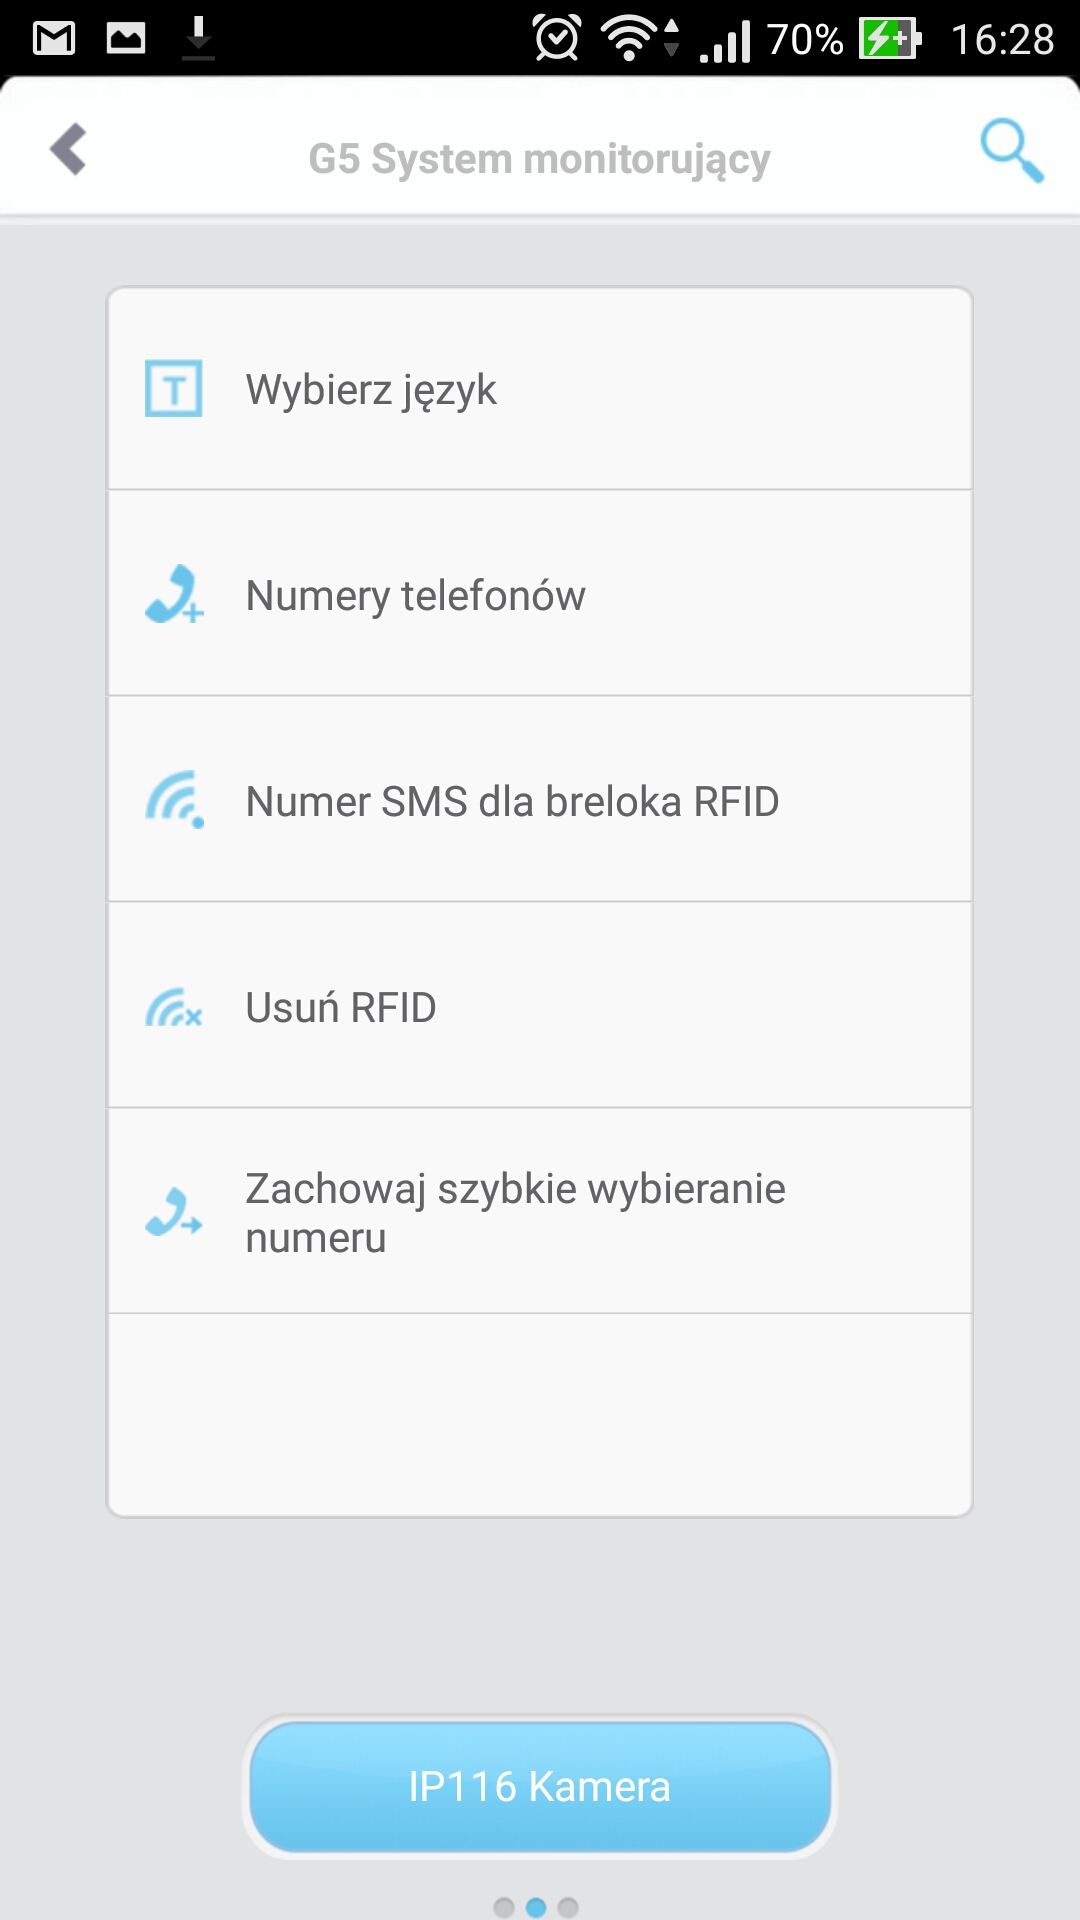 70% 16:28
G5 System monitorujący
T Wybierz język
Numery telefonów
Numer SMS dla breloka RFID
Usuń RFID
Zachowaj szybkie wybieranie
numeru
IP116 Kamera